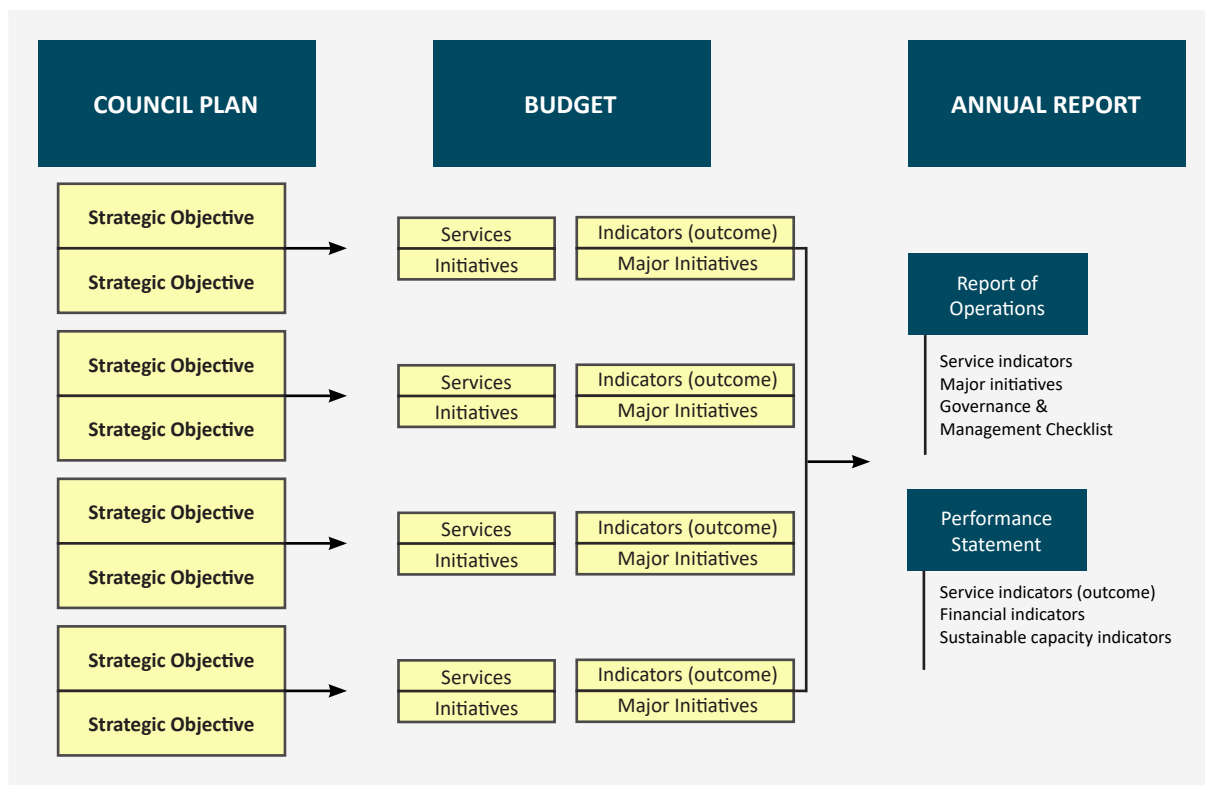 COUNCIL PLAN
BUDGET
ANNUAL REPORT
Strategic Objective
Strategic Objective
Services
Initiatives
Indicators (outcome)
Major Initiatives
Strategic Objective
Strategic Objective
Services
Initiatives
Indicators (outcome)
Major Initiatives
Strategic Objective
Strategic Objective
Services
Initiatives
Indicators (outcome)
Major Initiatives
Strategic Objective
Strategic Objective
Services
Initiatives
Indicators (outcome)
Major Initiatives
Report of
Operations
Service indicators
Major initiatives
Governance &
Management Checklist
Performance
Statement
Service indicators (outcome)
Financial indicators
Sustainable capacity indicators